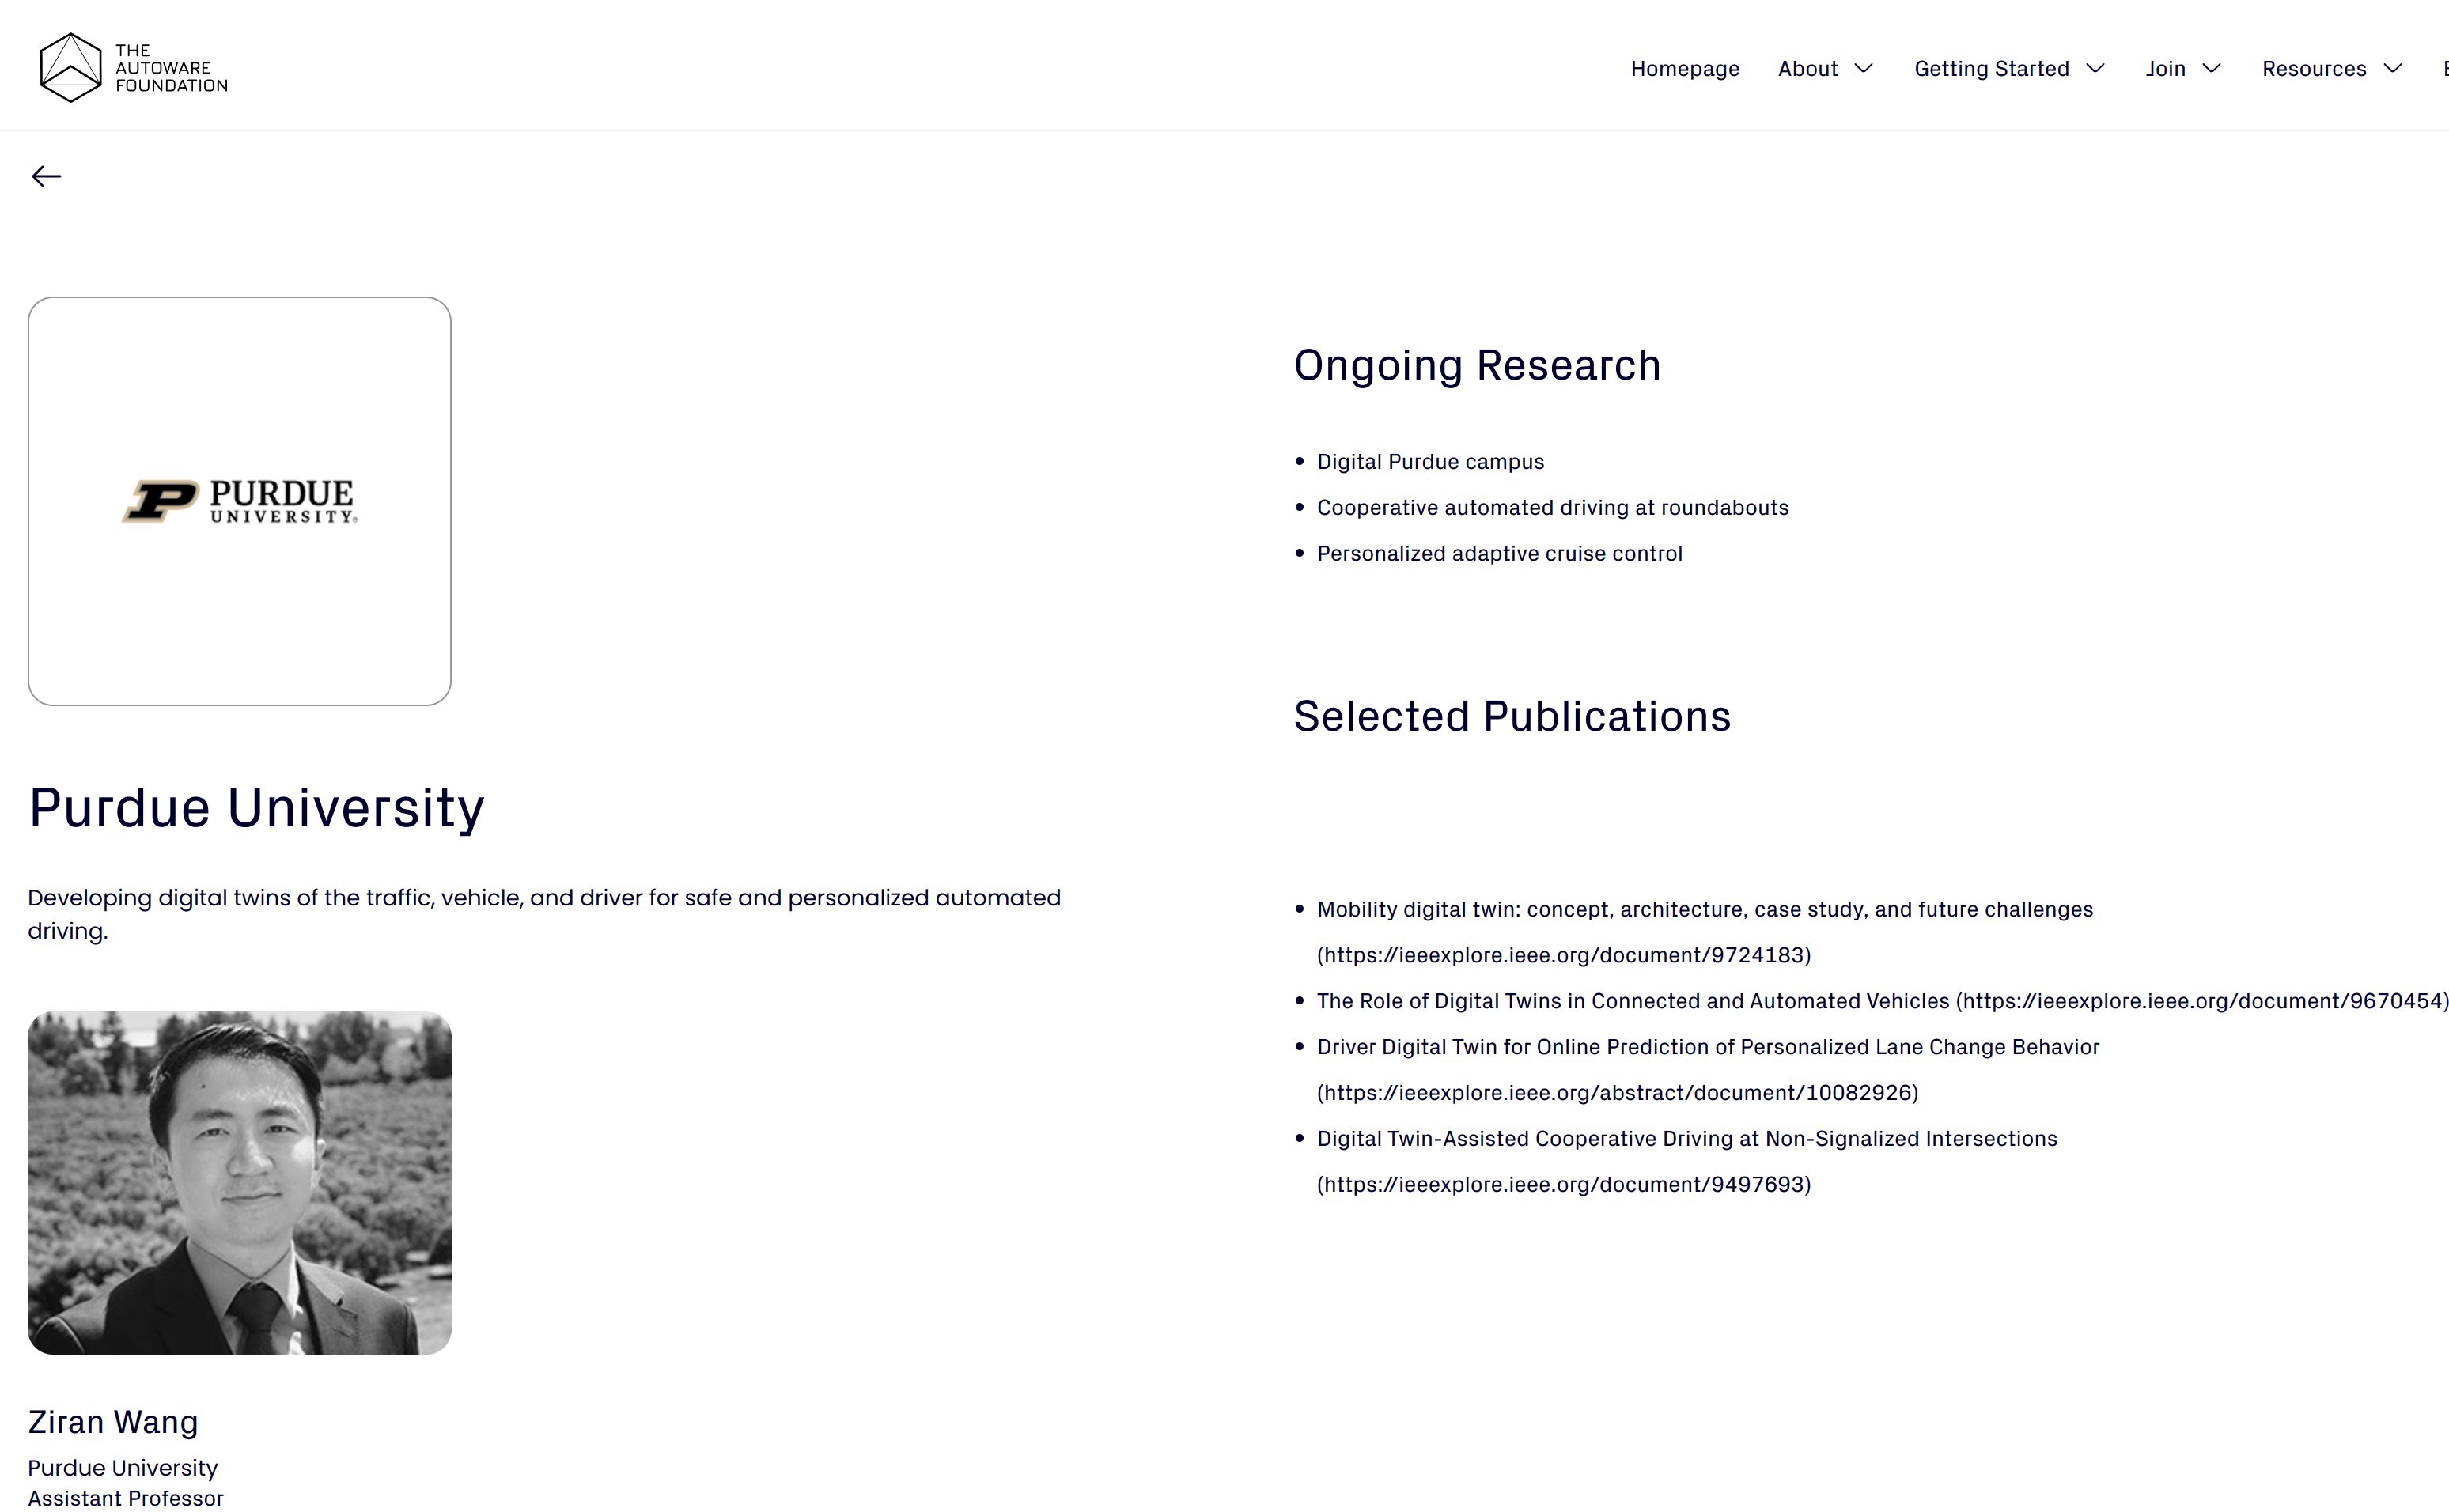 THE
AUTOWARE
FOUNDATION
Homepage About Getting Started Join Resources
PURDUE
UNIVERSITY®
Purdue University
Developing digital twins of the traffic, vehicle, and driver for safe and personalized automated
driving.
Ziran Wang
Purdue University
Assistant Professor
Ongoing Research
• Digital Purdue campus
• Cooperative automated driving at roundabouts
• Personalized adaptive cruise control
Selected Publications
• Mobility digital twin: concept, architecture, case study, and future challenges
(https://ieeexplore.ieee.org/document/9724183)
• The Role of Digital Twins in Connected and Automated Vehicles (https://ieeexplore.ieee.org/document/9670454)
• Driver Digital Twin for Online Prediction of Personalized Lane Change Behavior
(https://ieeexplore.ieee.org/abstract/document/10082926)
• Digital Twin-Assisted Cooperative Driving at Non-Signalized Intersections
(https://ieeexplore.ieee.org/document/9497693)